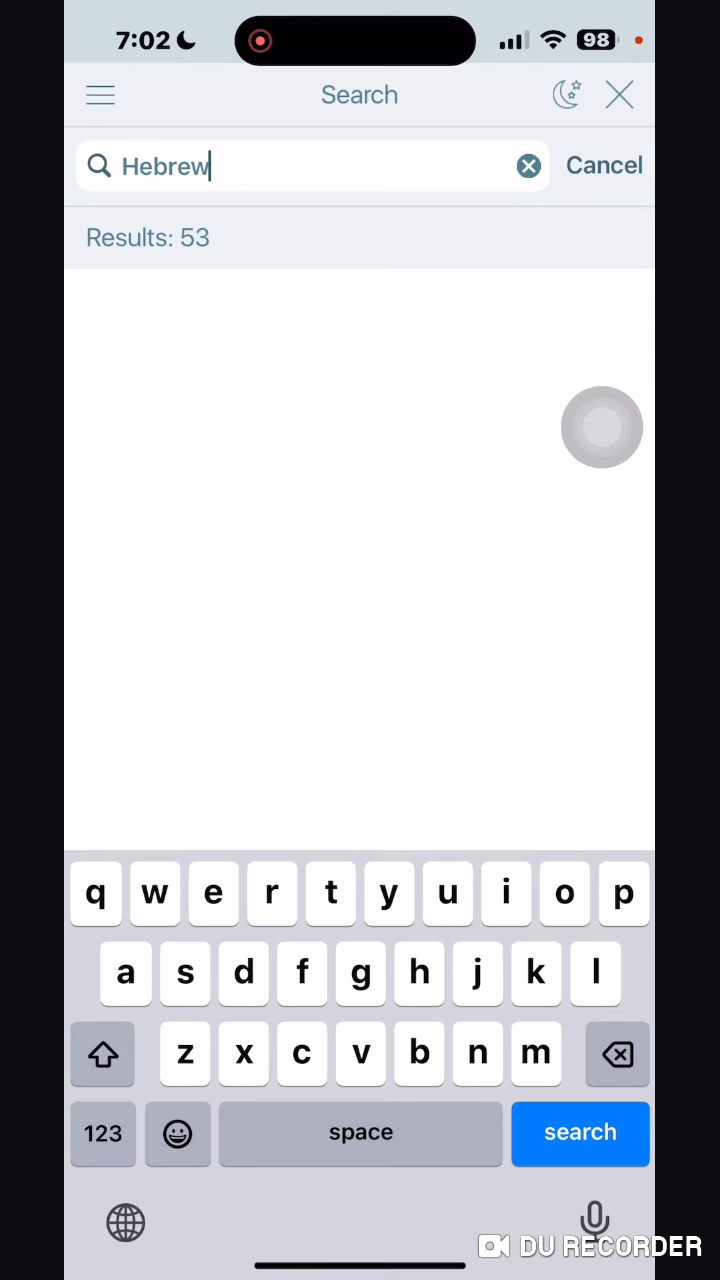 7:02
98
Search
Hebrew
Cancel
Results: 53
q w e r t y u i o p
a s d f g h j k l
z x c v b n m
123 space search
DU RECORDER